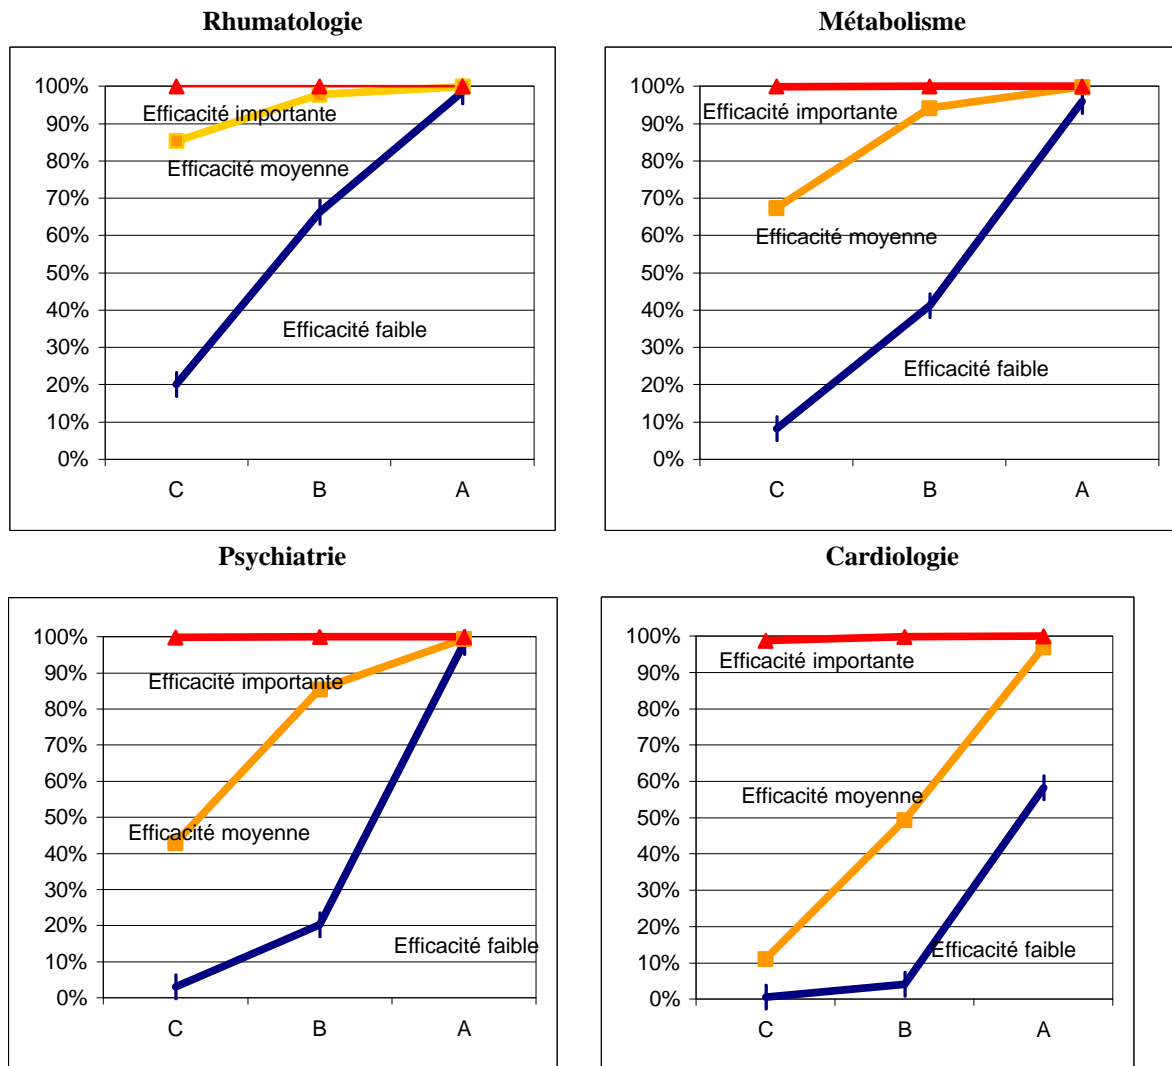 Rhumatologie
100%
90%
80%
70%
60%
50%
40%
30%
20%
10%
0%
Efficacité importante
Efficacité moyenne
Efficacité faible
C B A
Métabolisme
100%
90%
80%
70%
60%
50%
40%
30%
20%
10%
0%
Efficacité importante
Efficacité moyenne
Efficacité faible
C B A
Psychiatrie
100%
90%
80%
70%
60%
50%
40%
30%
20%
10%
0%
Efficacité importante
Efficacité moyenne
Efficacité faible
C B A
Cardiologie
100%
90%
80%
70%
60%
50%
40%
30%
20%
10%
0%
Efficacité importante
Efficacité moyenne
Efficacité faible
C B A